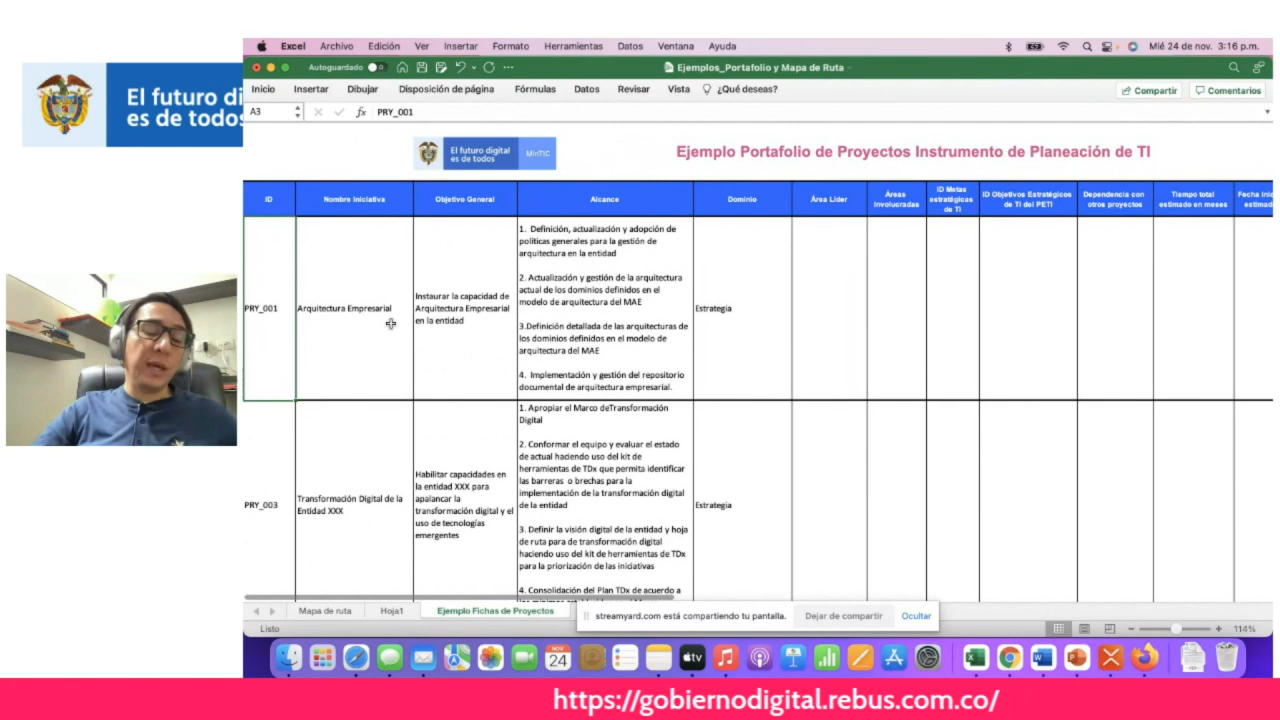 El futuro di
es de todos
Excel Archivo Edición Ver Insertar Formato Herramientas Datos Ventana Ayuda
Mié 24 de nov. 3:16 p.m.
Autoguardado
Ejemplos_Portafolio y Mapa de Ruta
Inicio Insertar Dibujar Disposición de página Fórmulas Datos Revisar Vista ¿Qué deseas?
Compartir Comentarios
A3 fx PRY_001
El futuro digital
es de todos
MinTIC
Ejemplo Portafolio de Proyectos Instrumento de Planeación de TI
ID
Nombre Iniciativa
Objetivo General
Alcance
Dominio
Área Lider
Áreas
Involucradas
ID Metas
estratégicas
de TI
ID Objetivos Estratégicos
de TI del PETI
Dependencia con
otros proyectos
Tiempo total
estimado en meses
Fecha inic
estimad
PRY_001
Arquitectura Empresarial
Instaurar la capacidad de
Arquitectura Empresarial
en la entidad
1. Definición, actualización y adopción de
políticas generales para la gestión de
arquitectura en la entidad
2. Actualización y gestión de la arquitectura
actual de los dominios definidos en el
modelo de arquitectura del MAE
3.Definición detallada de las arquitecturas de
los dominios definidos en el modelo de
arquitectura del MAE
4. Implementación y gestión del repositorio
documental de arquitectura empresarial.
Estrategia
PRY_003
Transformación Digital de la
Entidad XXX
Habilitar capacidades en
la entidad XXX para
apalancar la
transformación digital y el
uso de tecnologías
emergentes
1. Apropiar el Marco deTransformación
Digital
2. Conformar el equipo y evaluar el estado
de actual haciendo uso del kit de
herramientas de TDx que permita identificar
las barreras o brechas para la
implementación de la transformación digital
de la entidad
3. Definir la visión digital de la entidad y hoja
de ruta para de transformación digital
haciendo uso del kit de herramientas de TDx
para la priorización de las iniciativas
4. Consolidación del Plan TDx de acuerdo a
Estrategia
Mapa de ruta Hoja1 Ejemplo Fichas de Proyectos
streamyard.com está compartiendo tu pantalla. Dejar de compartir Ocultar
Listo
114%
NOV
24
tv
https://gobiernodigital.rebus.com.co/